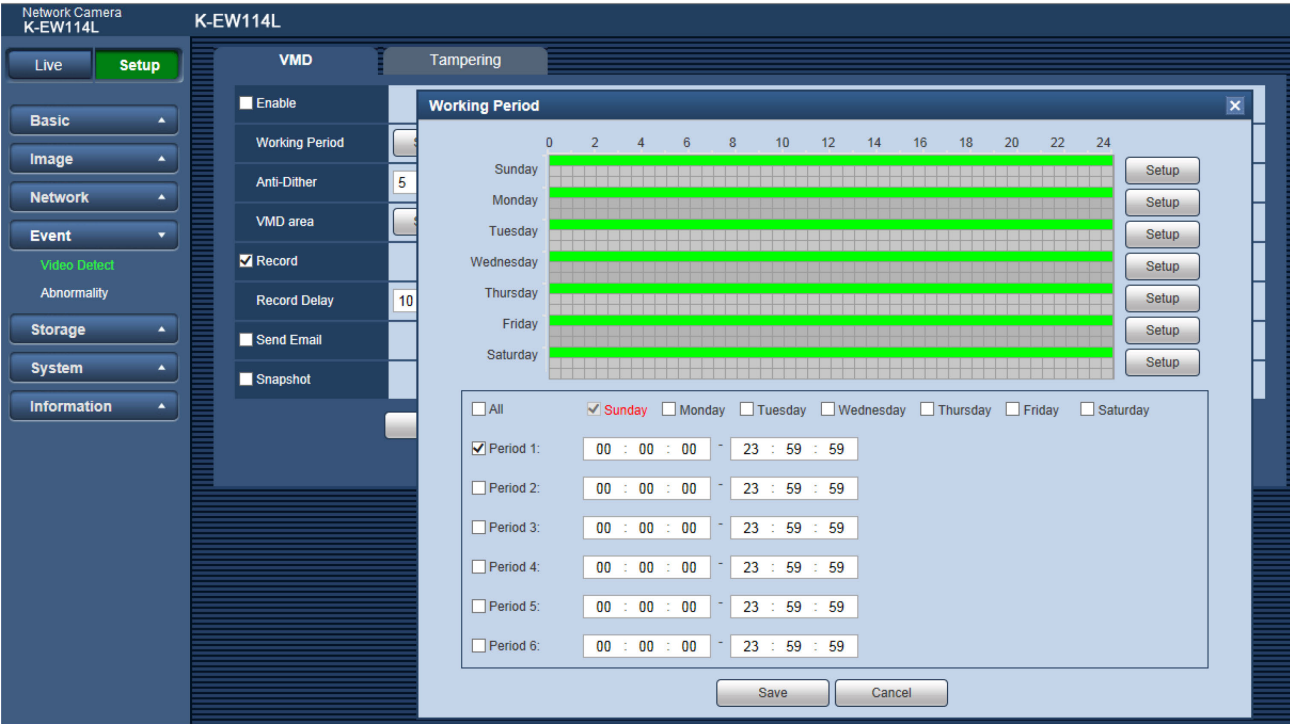 Network Camera
K-EW114L
K-EW114L
Live Setup
Basic
Image
Network
Event
Video Detect
Abnormality
Storage
System
Information
VMD Tampering
Enable
Working Period
Anti-Dither 5
VMD area
Record
Record Delay 10
Send Email
Snapshot
Working Period
0 2 4 6 8 10 12 14 16 18 20 22 24
Sunday Setup
Monday Setup
Tuesday Setup
Wednesday Setup
Thursday Setup
Friday Setup
Saturday Setup
All Sunday Monday Tuesday Wednesday Thursday Friday Saturday
Period 1: 00 : 00 : 00 - 23 : 59 : 59
Period 2: 00 : 00 : 00 - 23 : 59 : 59
Period 3: 00 : 00 : 00 - 23 : 59 : 59
Period 4: 00 : 00 : 00 - 23 : 59 : 59
Period 5: 00 : 00 : 00 - 23 : 59 : 59
Period 6: 00 : 00 : 00 - 23 : 59 : 59
Save Cancel